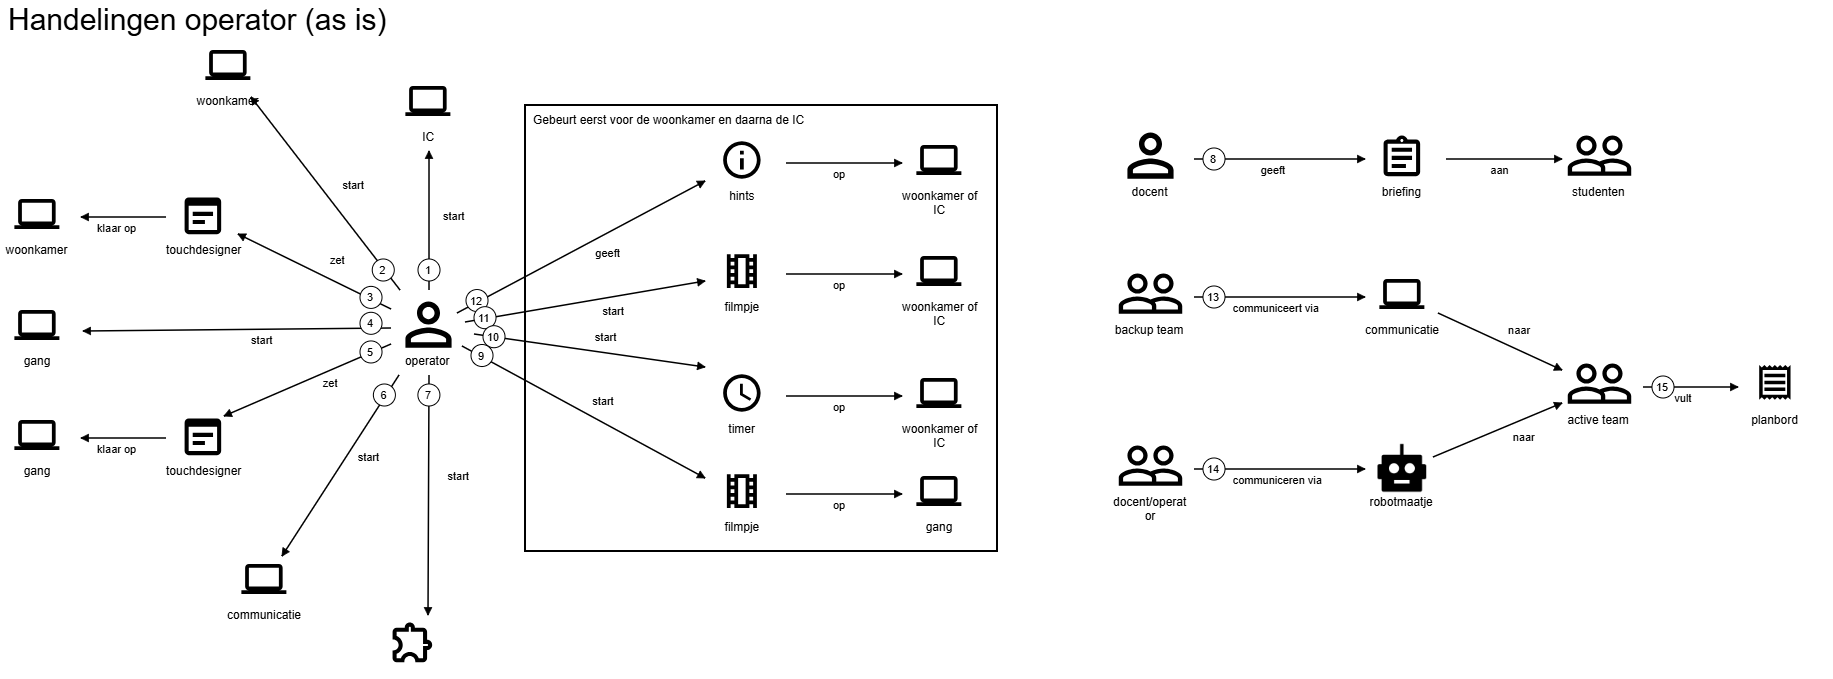 Handelingen operator (as is)
woonkamer
IC
start
start
woonkamer
klaar op
touchdesigner
zet
2
1
3
4
gang
start
5
operator
zet
6
7
gang
klaar op
touchdesigner
start
start
communicatie
Gebeurt eerst voor de woonkamer en daarna de IC
12
geeft
hints
op
woonkamer of
IC
11
start
filmpje
op
woonkamer of
IC
10
start
timer
op
woonkamer of
IC
9
start
filmpje
op
gang
docent
8
geeft
briefing
aan
studenten
backup team
13
communiceert via
communicatie
naar
docent/operat
or
14
communiceren via
robotmaatje
naar
active team
15
vult
planbord